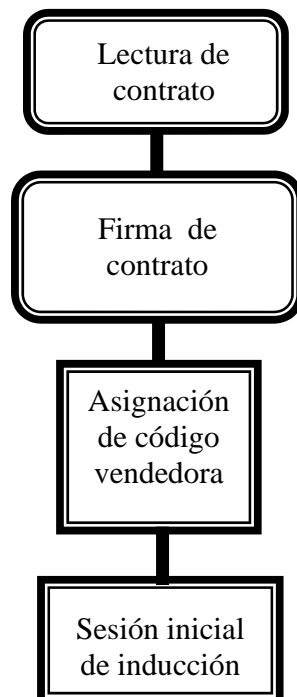 Lectura de
contrato
Firma de
contrato
Asignación
de código
vendedora
Sesión inicial
de inducción